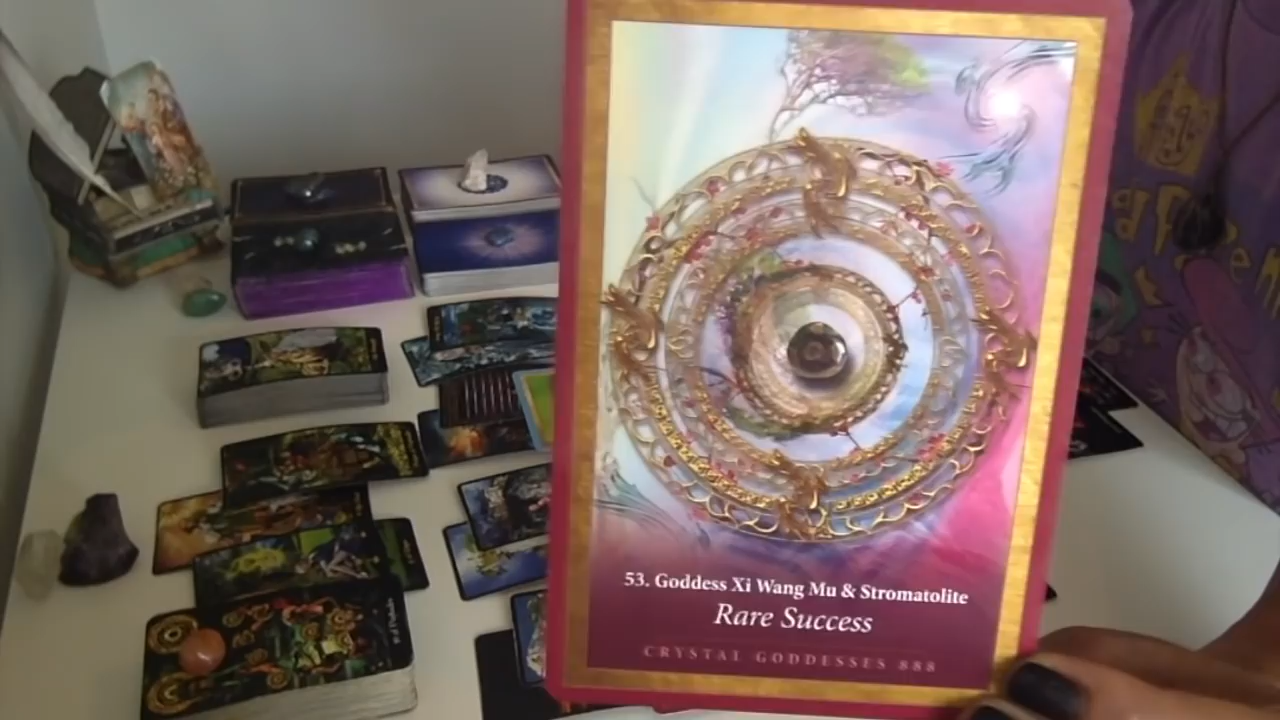 53. Goddess Xi Wang Mu & Stromatolite
Rare Success
CRYSTAL GODDESSES 888